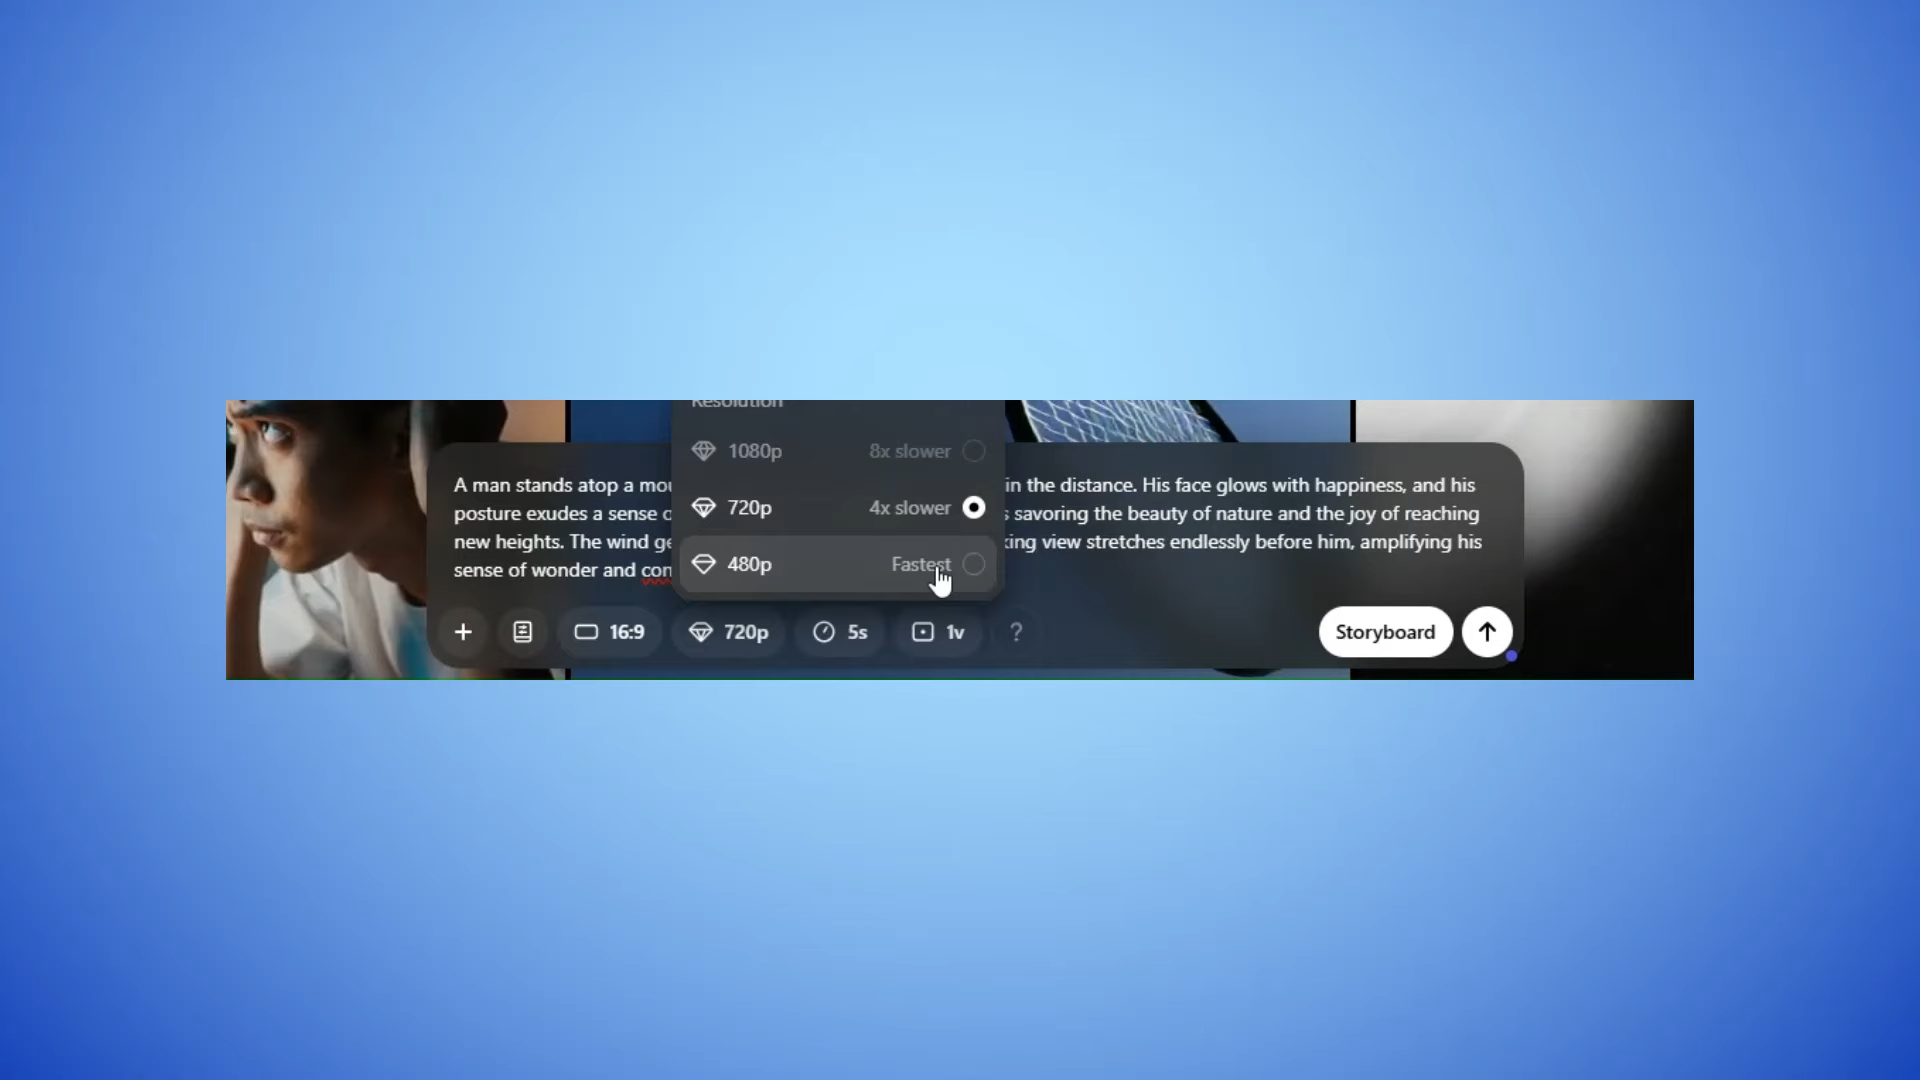 Resolution
1080p 8x slower
720p 4x slower
480p Fastest
A man stands atop a mou in the distance. His face glows with happiness, and his
posture exudes a sense savoring the beauty of nature and the joy of reaching
new heights. The wind view stretches endlessly before him, amplifying his
sense of wonder and
+ 16:9 720p 5s 1v ? Storyboard